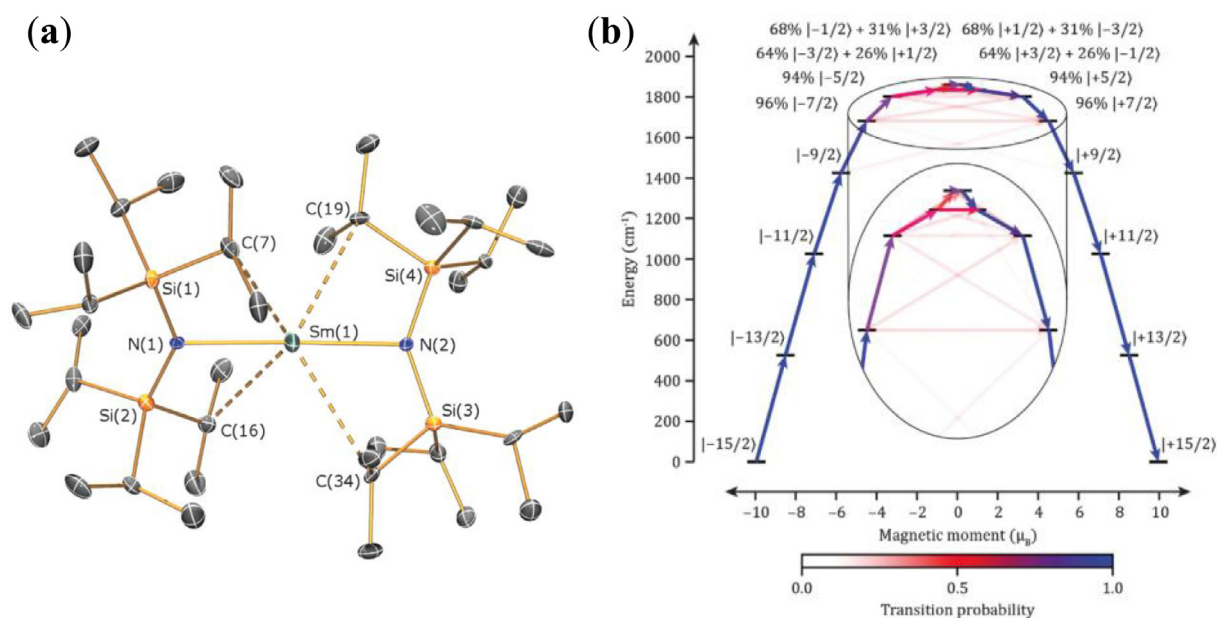 (a)
C(19)
C(7)
Si(4)
Si(1)
Sm(1)
N(1)
N(2)
Si(2)
Si(3)
C(16)
C(34)
(b)
68% |−1/2⟩ + 31% |+3/2⟩ 68% |+1/2⟩ + 31% |−3/2⟩
64% |−3/2⟩ + 26% |+1/2⟩ 64% |+3/2⟩ + 26% |−1/2⟩
94% |−5/2⟩ 94% |+5/2⟩
96% |−7/2⟩ 96% |+7/2⟩
|−9/2⟩ |+9/2⟩
|−11/2⟩ |+11/2⟩
|−13/2⟩ |+13/2⟩
|−15/2⟩ |+15/2⟩
2000
1800
1600
1400
1200
1000
800
600
400
200
0
Energy (cm⁻¹)
−10 −8 −6 −4 −2 0 2 4 6 8 10
Magnetic moment (μ_B)
0.0 0.5 1.0
Transition probability